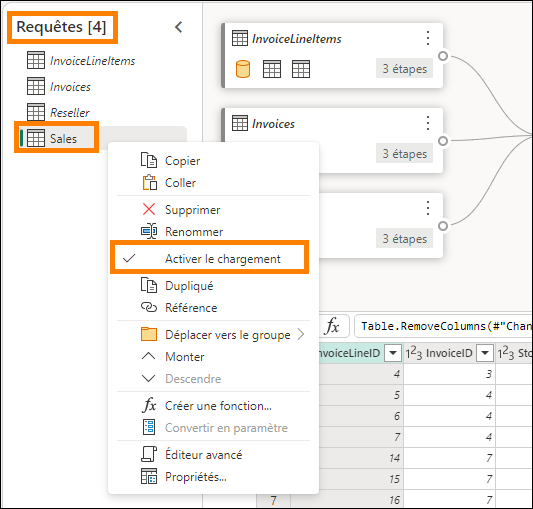 Requêtes [4]
InvoiceLineItems
Invoices
Reseller
Sales
InvoiceLineItems
3 étapes
Invoices
3 étapes
3 étapes
Copier
Coller
Supprimer
Renommer
Activer le chargement
Dupliqué
Référence
Déplacer vers le groupe
Monter
Descendre
Créer une fonction...
Convertir en paramètre
Éditeur avancé
Propriétés...
fx Table.RemoveColumns(#"Chan
nvoiceLineID 1²3 InvoiceID 1²3 Sto
4 3
5 4
6 4
7 4
14 7
15 7
7 16 7